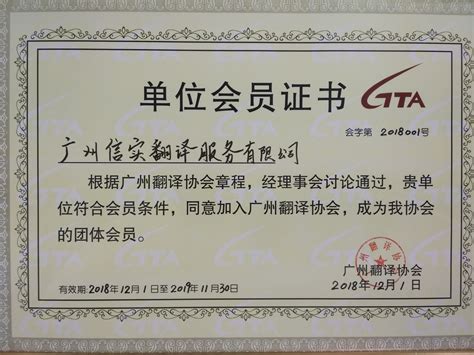 单位会员证书
GTA
会字第 2018001号
广州信实翻译服务有限公司
根据广州翻译协会章程，经理事会讨论通过，贵单
位符合会员条件，同意加入广州翻译协会，成为我协会
的团体会员。
广州翻译协会
有效期：2018年12月1日至2019年11月30日
2018年12月1日